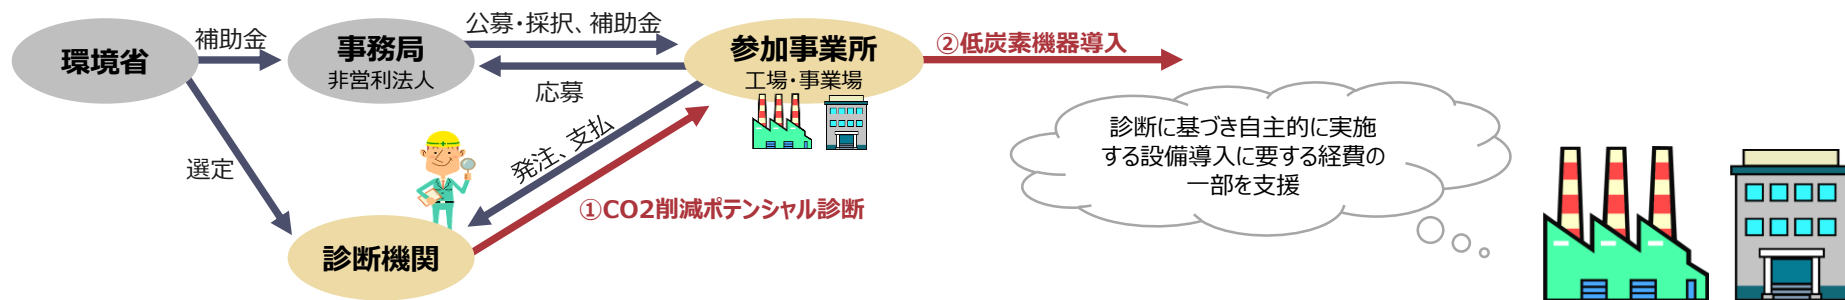 環境省
補助金
事務局
非営利法人
公募・採択、補助金
応募
参加事業所
工場・事業場
②低炭素機器導入
選定
発注、支払
①CO2削減ポテンシャル診断
診断機関
診断に基づき自主的に実施
する設備導入に要する経費の
一部を支援